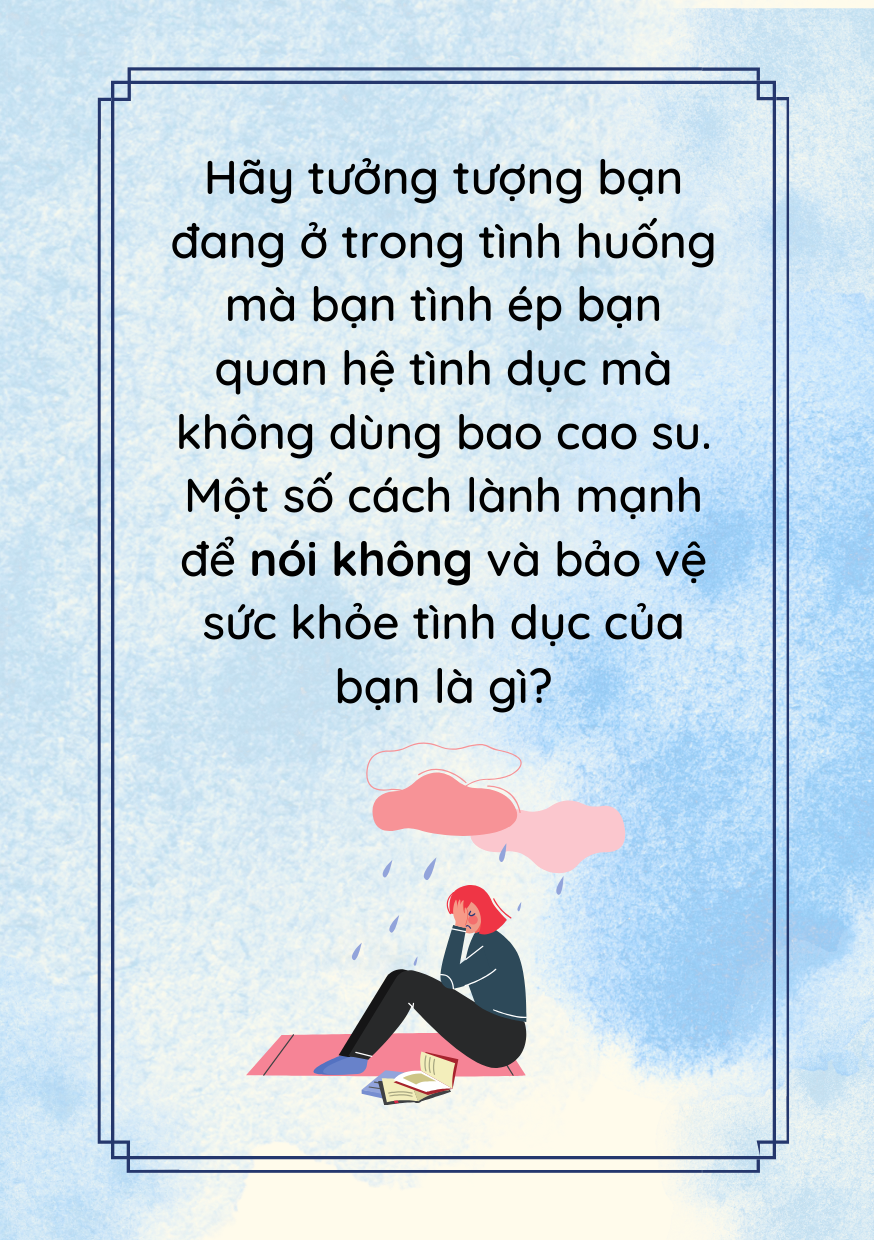 Hãy tưởng tượng bạn
đang ở trong tình huống
mà bạn tình ép bạn
quan hệ tình dục mà
không dùng bao cao su.
Một số cách lành mạnh
để nói không và bảo vệ
sức khỏe tình dục của
bạn là gì?